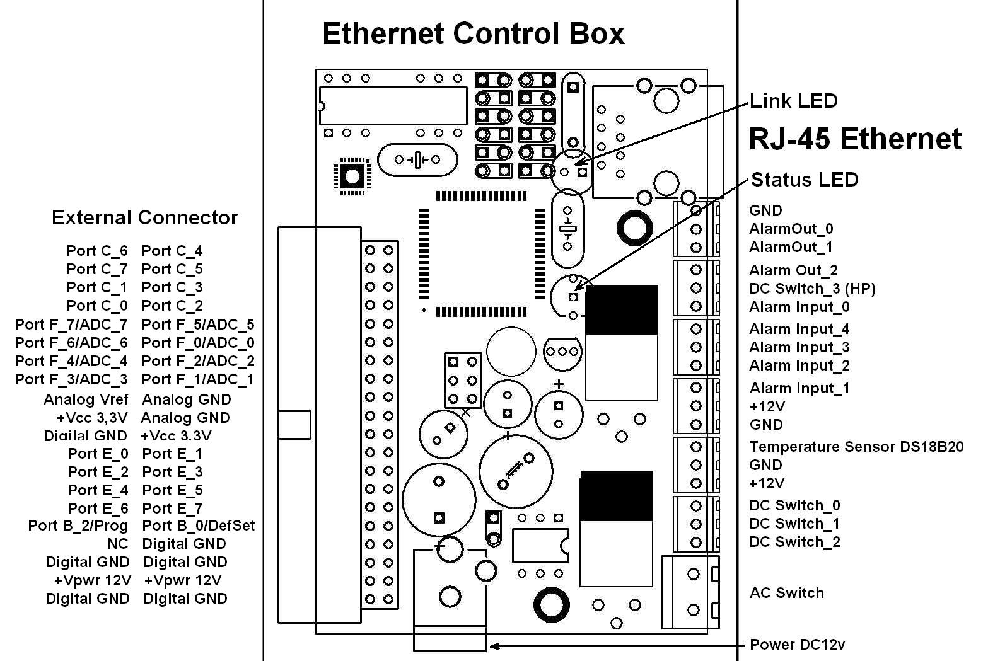 Ethernet Control Box
Link LED
RJ-45 Ethernet
Status LED
External Connector
Port C_6 Port C_4
Port C_7 Port C_5
Port C_1 Port C_3
Port C_0 Port C_2
Port F_7/ADC_7 Port F_5/ADC_5
Port F_6/ADC_6 Port F_0/ADC_0
Port F_4/ADC_4 Port F_2/ADC_2
Port F_3/ADC_3 Port F_1/ADC_1
Analog Vref Analog GND
+Vcc 3,3V Analog GND
Digilal GND +Vcc 3.3V
Port E_0 Port E_1
Port E_2 Port E_3
Port E_4 Port E_5
Port E_6 Port E_7
Port B_2/Prog Port B_0/DefSet
NC Digital GND
Digital GND Digital GND
+Vpwr 12V +Vpwr 12V
Digital GND Digital GND
GND
AlarmOut_0
AlarmOut_1
Alarm Out_2
DC Switch_3 (HP)
Alarm Input_0
Alarm Input_4
Alarm Input_3
Alarm Input_2
Alarm Input_1
+12V
GND
Temperature Sensor DS18B20
GND
+12V
DC Switch_0
DC Switch_1
DC Switch_2
AC Switch
Power DC12v